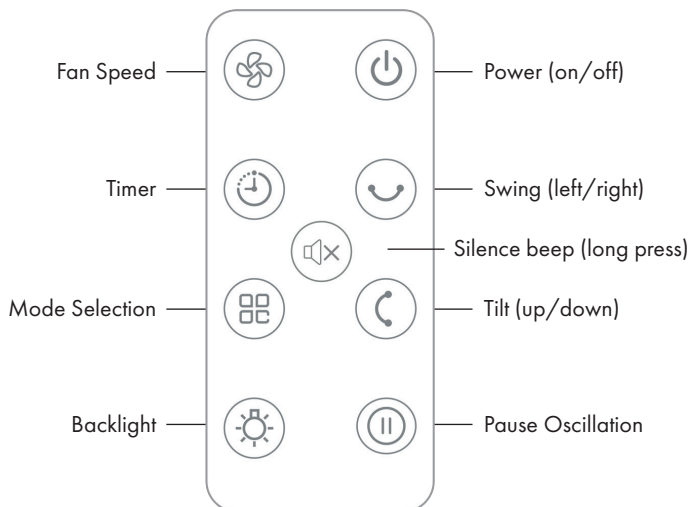 Fan Speed
Power (on/off)
Timer
Swing (left/right)
Silence beep (long press)
Mode Selection
Tilt (up/down)
Backlight
Pause Oscillation